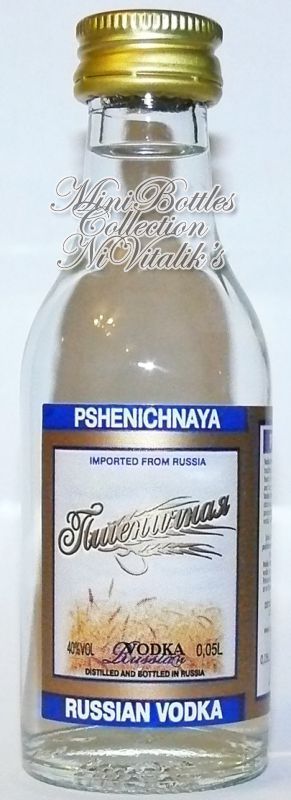 Mini Bottles
Collection
NiVitalik's
PSHENICHNAYA
IMPORTED FROM RUSSIA
Пшеничная
40%VOL VODKA 0,05L
Russian
DISTILLED AND BOTTLED IN RUSSIA
RUSSIAN VODKA